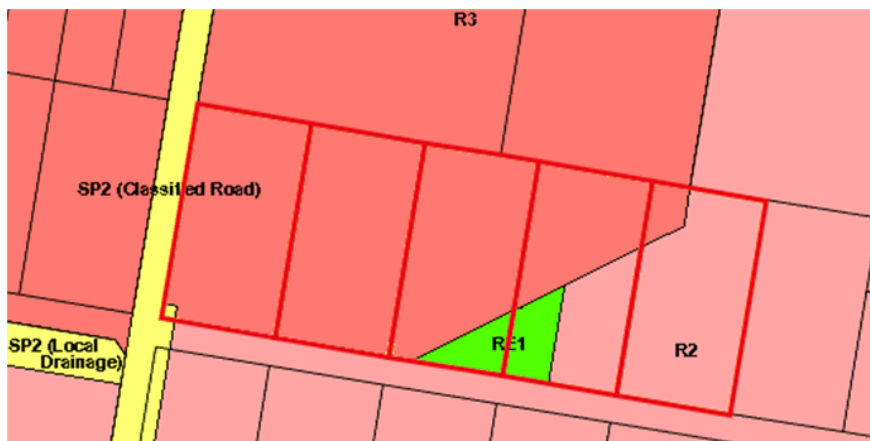 R3
SP2 (Classified Road)
SP2 (Local
Drainage)
RE1
R2